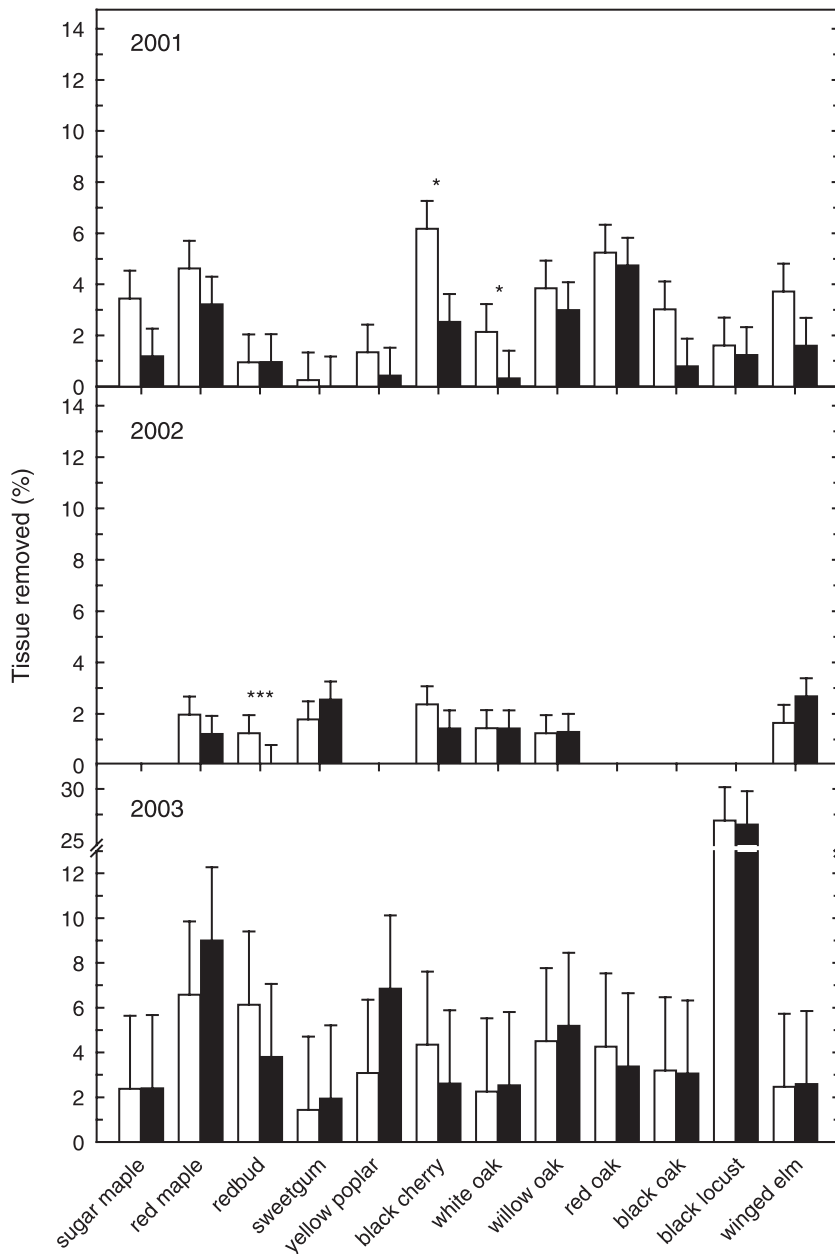 14
2001
12
10
8
*
6
4
*
2
0
14
2002
12
10
8
6
4
***
2
0
Tissue removed (%)
30
2003
25
12
10
8
6
4
2
0
sugar maple
red maple
redbud
sweetgum
yellow poplar
black cherry
white oak
willow oak
red oak
black oak
black locust
winged elm